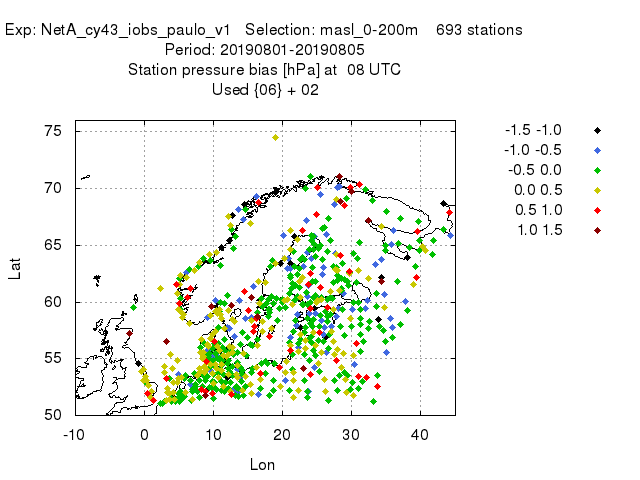 Exp: NetA_cy43_iobs_paulo_v1 Selection: masl_0-200m 693 stations
Period: 20190801-20190805
Station pressure bias [hPa] at 08 UTC
Used {06} + 02
75
70
65
60
55
50
Lat
-10 0 10 20 30 40
Lon
-1.5 -1.0
-1.0 -0.5
-0.5 0.0
0.0 0.5
0.5 1.0
1.0 1.5